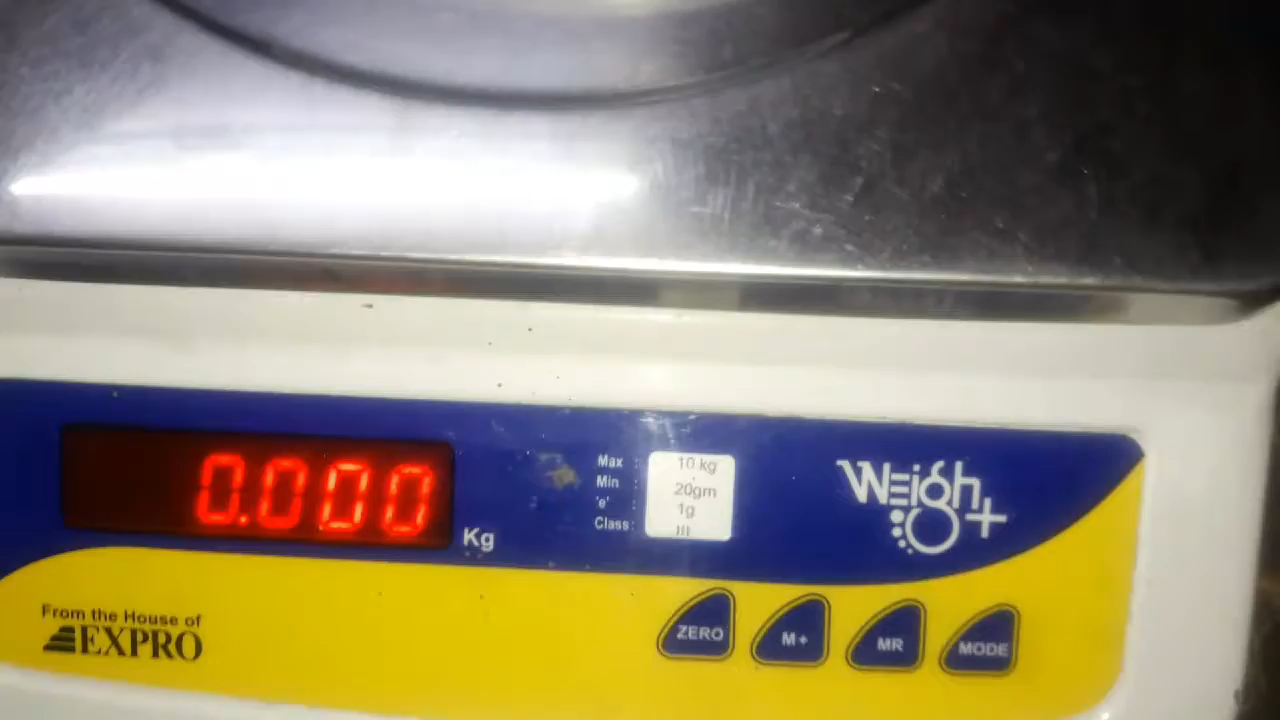 0.000
Kg
Max : 10 kg
Min : 20gm
'e' : 1g
Class: III
Weigh+
From the House of
EXPRO
ZERO
M+
MR
MODE